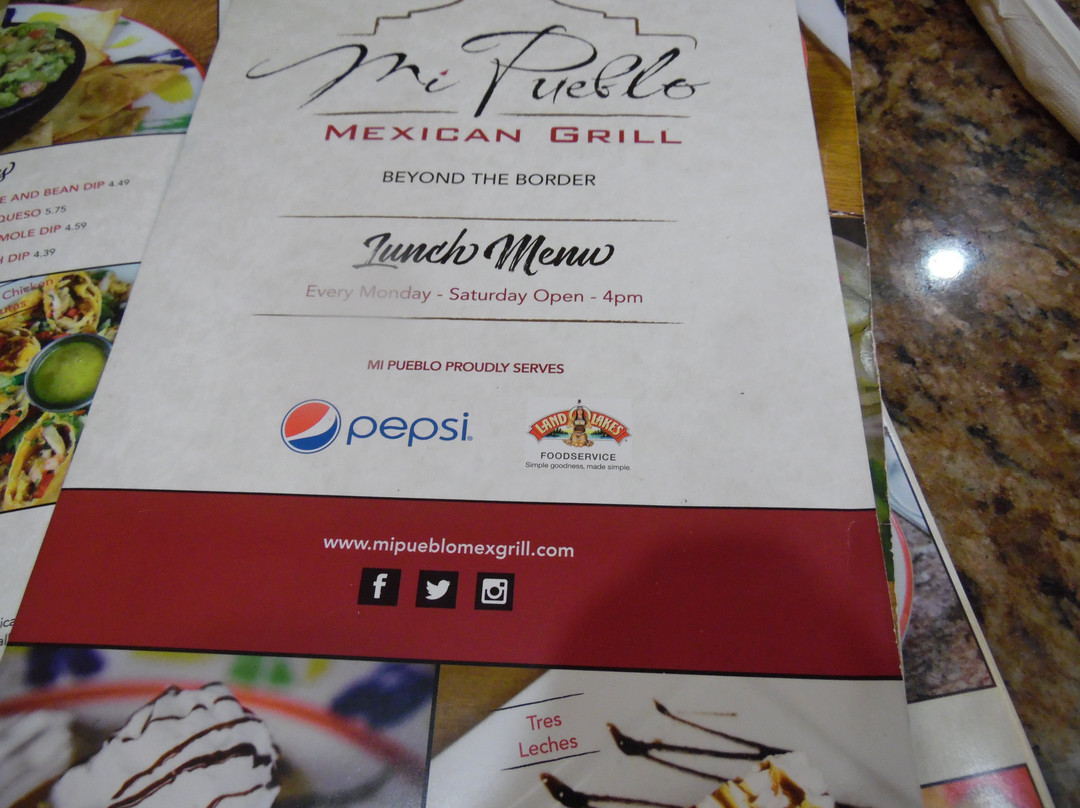 Mi Pueblo
MEXICAN GRILL
BEYOND THE BORDER
Lunch Menu
Every Monday - Saturday Open - 4pm
MI PUEBLO PROUDLY SERVES
pepsi
LAND O LAKES
FOODSERVICE
Simple goodness, made simple.
www.mipueblomexgrill.com
AND BEAN DIP 4.49
QUESO 5.75
DIP 4.59
DIP 4.39
Chicken
Tres
Leches